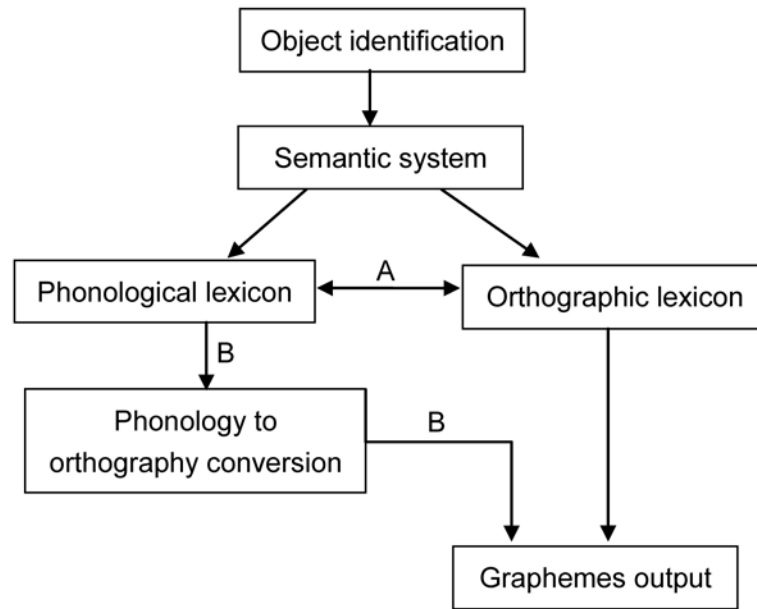 Object identification
Semantic system
A
Phonological lexicon
Orthographic lexicon
B
Phonology to
orthography conversion
B
Graphemes output